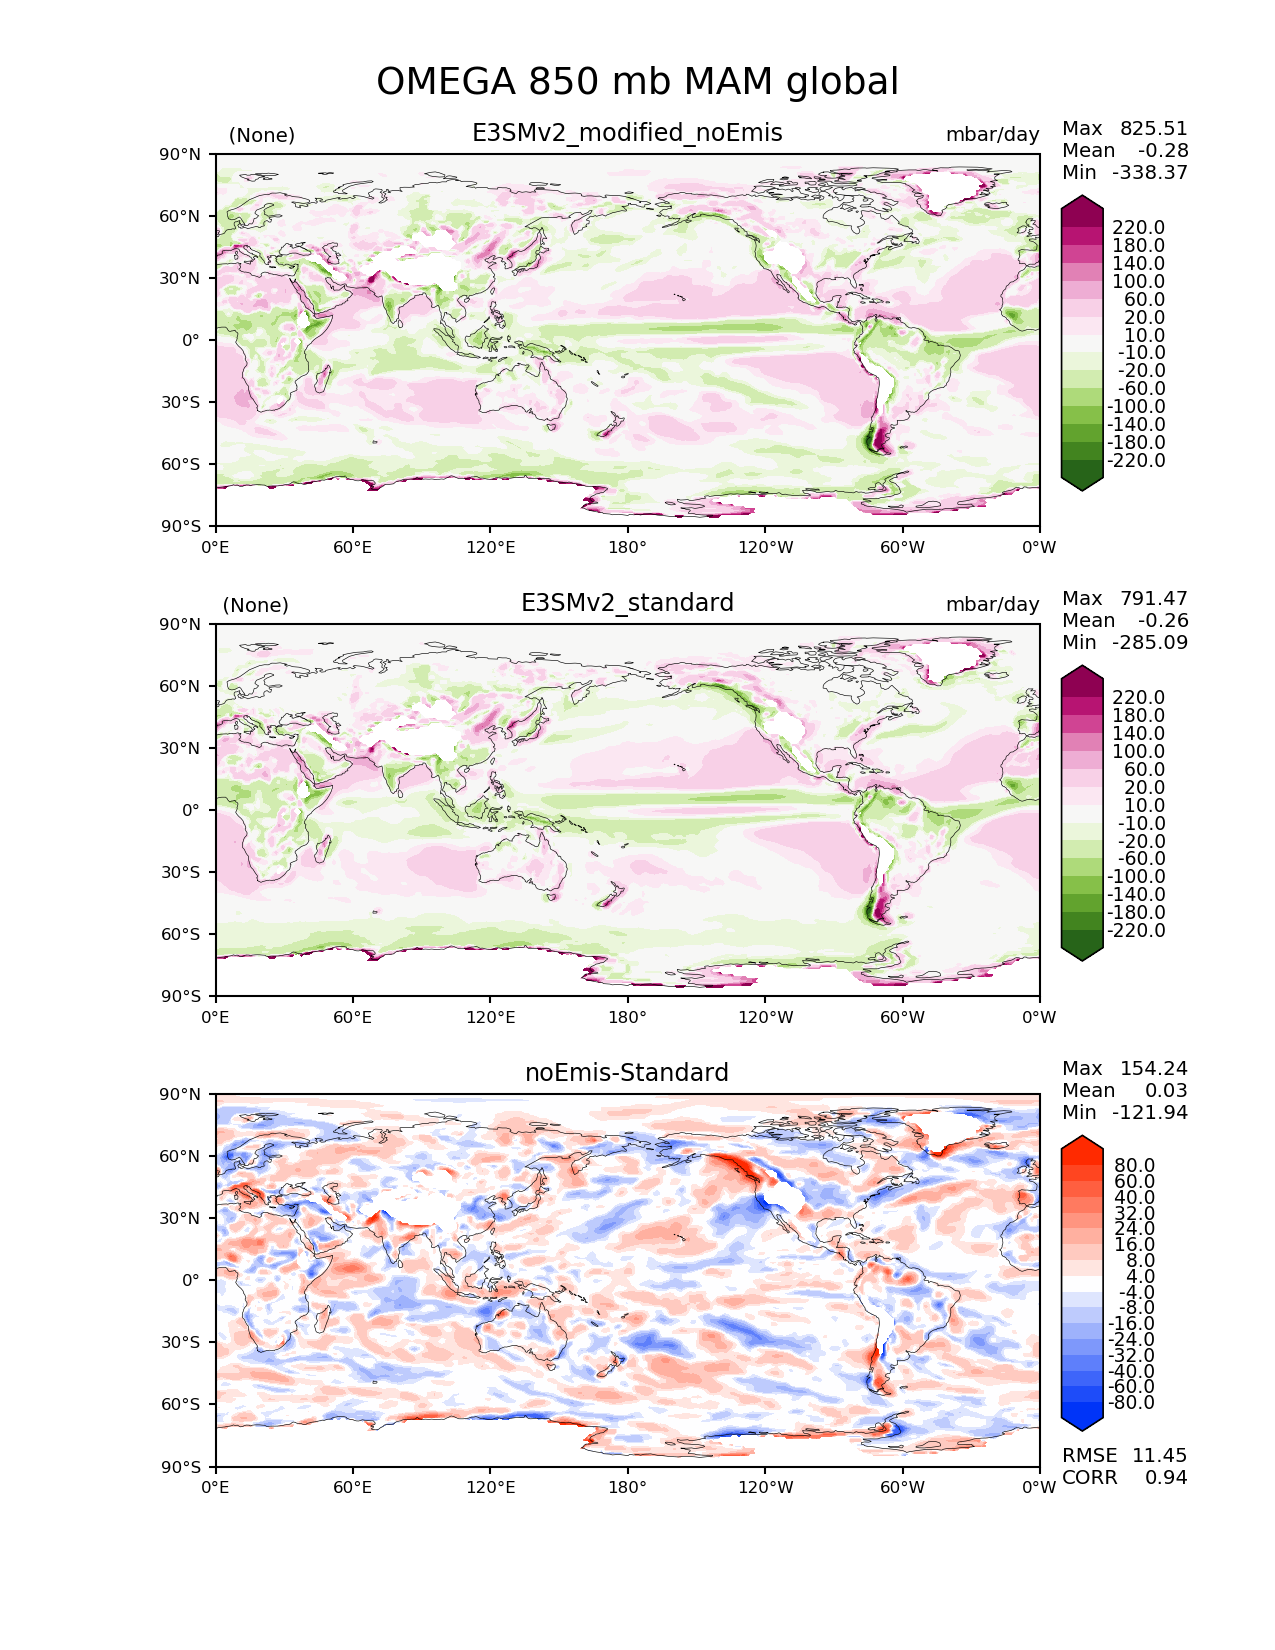 OMEGA 850 mb MAM global
(None) E3SMv2_modified_noEmis mbar/day
Max 825.51
Mean -0.28
Min -338.37
90°N
60°N
30°N
0°
30°S
60°S
90°S
0°E 60°E 120°E 180° 120°W 60°W 0°W
220.0
180.0
140.0
100.0
60.0
20.0
10.0
-10.0
-20.0
-60.0
-100.0
-140.0
-180.0
-220.0
(None) E3SMv2_standard mbar/day
Max 791.47
Mean -0.26
Min -285.09
90°N
60°N
30°N
0°
30°S
60°S
90°S
0°E 60°E 120°E 180° 120°W 60°W 0°W
220.0
180.0
140.0
100.0
60.0
20.0
10.0
-10.0
-20.0
-60.0
-100.0
-140.0
-180.0
-220.0
noEmis-Standard
Max 154.24
Mean 0.03
Min -121.94
90°N
60°N
30°N
0°
30°S
60°S
90°S
0°E 60°E 120°E 180° 120°W 60°W 0°W
80.0
60.0
40.0
32.0
24.0
16.0
8.0
4.0
-4.0
-8.0
-16.0
-24.0
-32.0
-40.0
-60.0
-80.0
RMSE 11.45
CORR 0.94